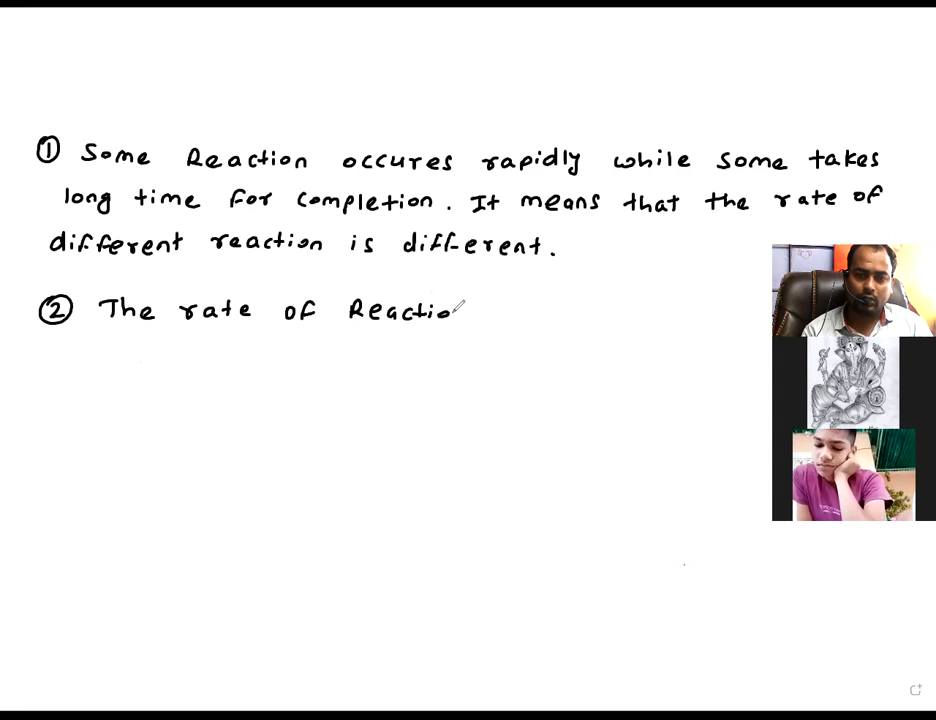 ① Some Reaction occures rapidly while some takes
long time for completion. It means that the rate of
different reaction is different.
② The rate of Reactio